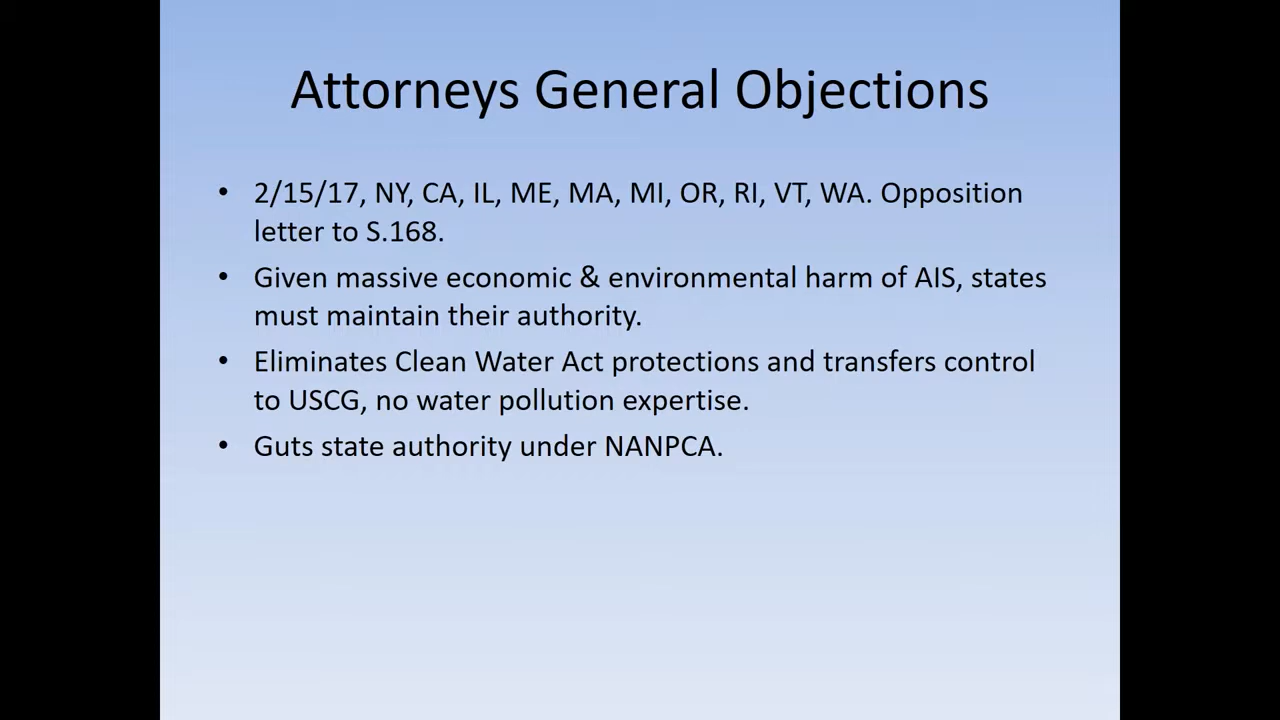 Attorneys General Objections
• 2/15/17, NY, CA, IL, ME, MA, MI, OR, RI, VT, WA. Opposition
letter to S.168.
• Given massive economic & environmental harm of AIS, states
must maintain their authority.
• Eliminates Clean Water Act protections and transfers control
to USCG, no water pollution expertise.
• Guts state authority under NANPCA.